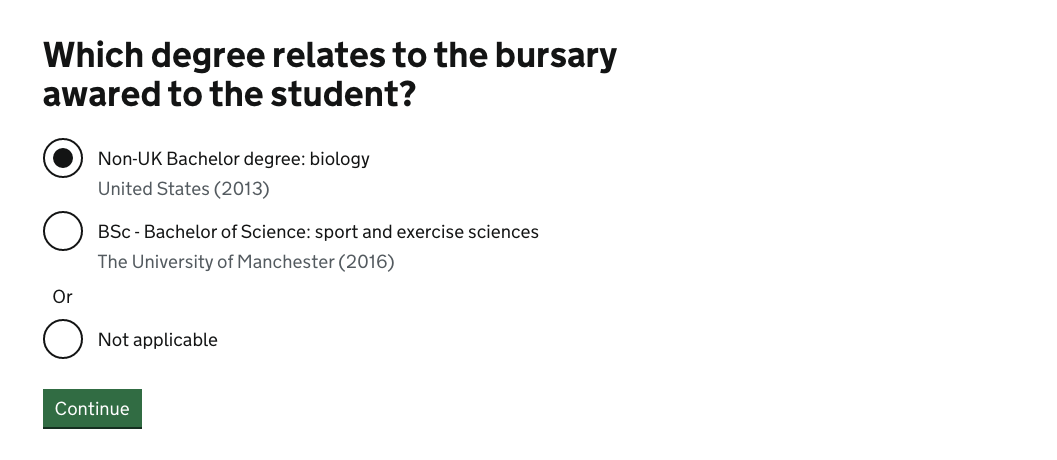 Which degree relates to the bursary
awared to the student?
Non-UK Bachelor degree: biology
United States (2013)
BSc - Bachelor of Science: sport and exercise sciences
The University of Manchester (2016)
Or
Not applicable
Continue